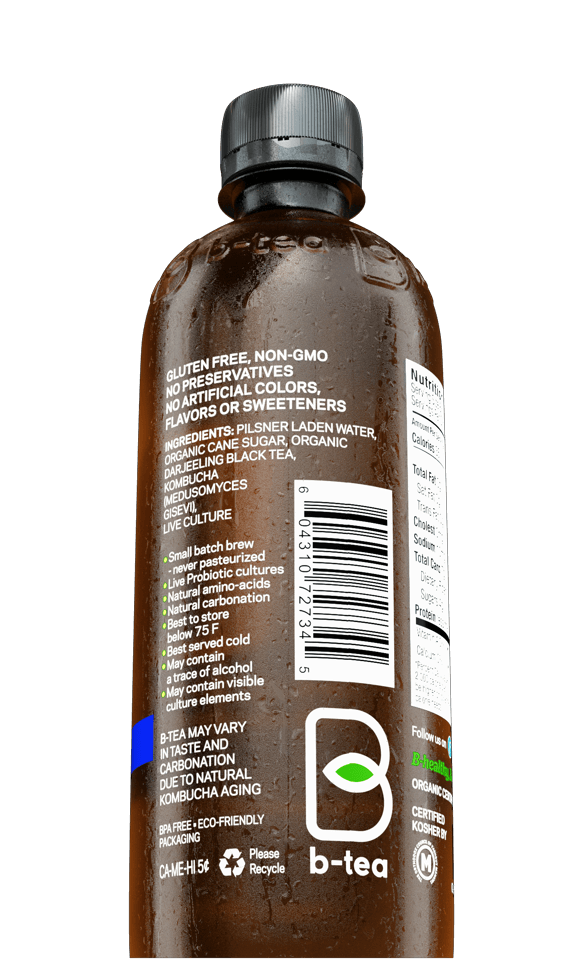 b-tea
GLUTEN FREE, NON-GMO
NO PRESERVATIVES
NO ARTIFICIAL COLORS,
FLAVORS OR SWEETENERS
INGREDIENTS: PILSNER LADEN WATER,
ORGANIC CANE SUGAR, ORGANIC
DARJEELING BLACK TEA,
KOMBUCHA
(MEDUSOMYCES
GISEVI),
LIVE CULTURE
• Small batch brew
- never pasteurized
• Live Probiotic cultures
• Natural amino-acids
• Natural carbonation
• Best to store
below 75 F
• Best served cold
• May contain
a trace of alcohol
• May contain visible
culture elements
B-TEA MAY VARY
IN TASTE AND
CARBONATION
DUE TO NATURAL
KOMBUCHA AGING
BPA FREE • ECO-FRIENDLY
PACKAGING
CA-ME-HI 5¢
Please
Recycle
6 04310 72734 5
B
b-tea
Calories
Total Fat
Sodium
Protein
Follow us on
B-healthy,
ORGANIC
CERTIFIED
KOSHER BY
M